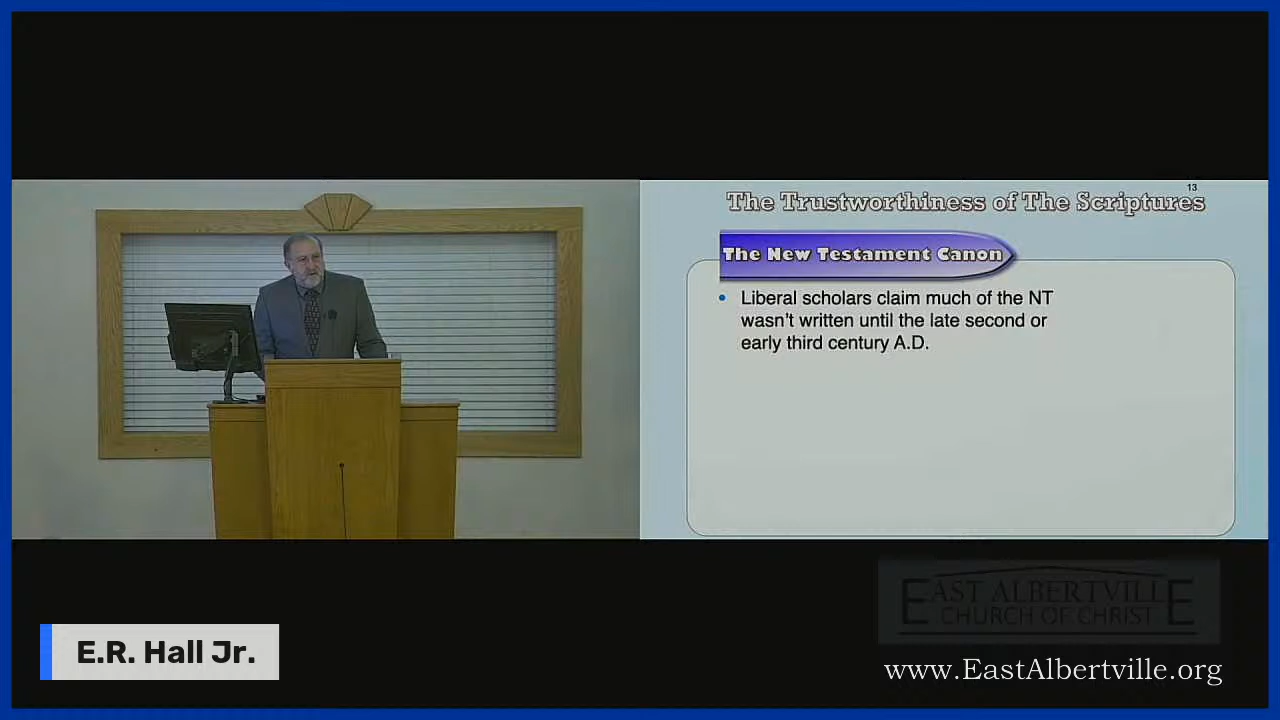 13
The Trustworthiness of The Scriptures
The New Testament Canon
• Liberal scholars claim much of the NT
wasn't written until the late second or
early third century A.D.
EAST ALBERTVILLE
CHURCH OF CHRIST
E.R. Hall Jr.
www.EastAlbertville.org